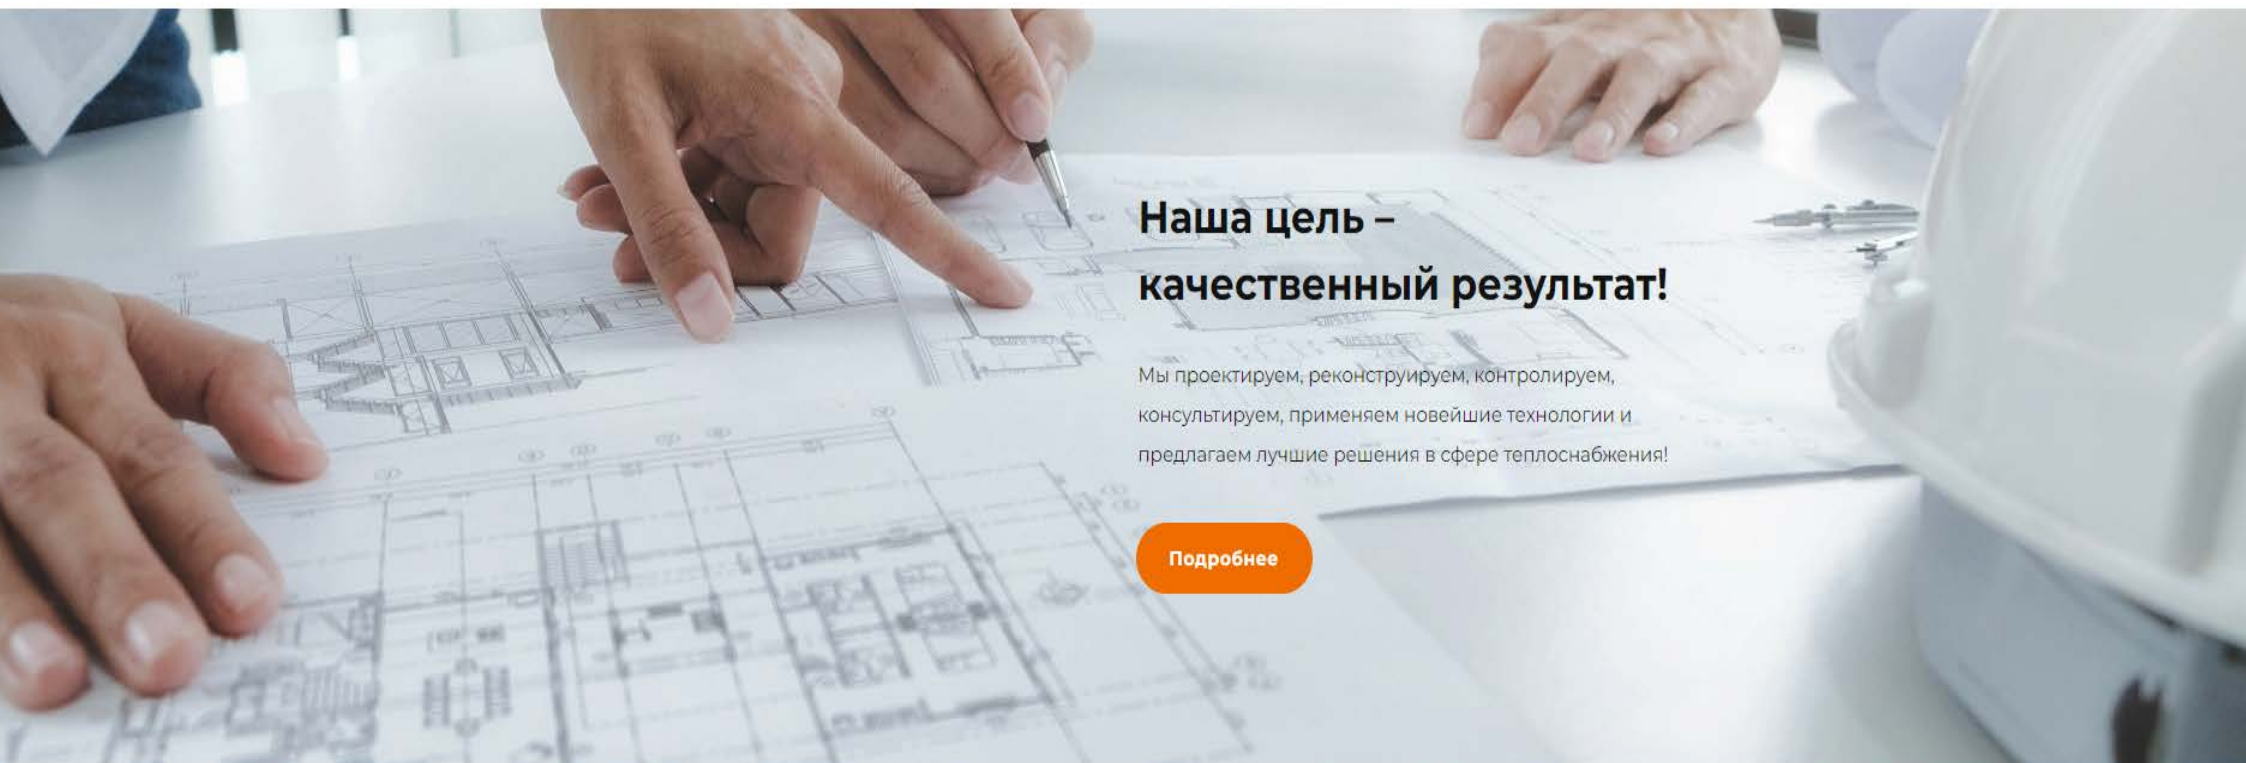 Наша цель –
качественный результат!
Мы проектируем, реконструируем, контролируем,
консультируем, применяем новейшие технологии и
предлагаем лучшие решения в сфере теплоснабжения!
Подробнее